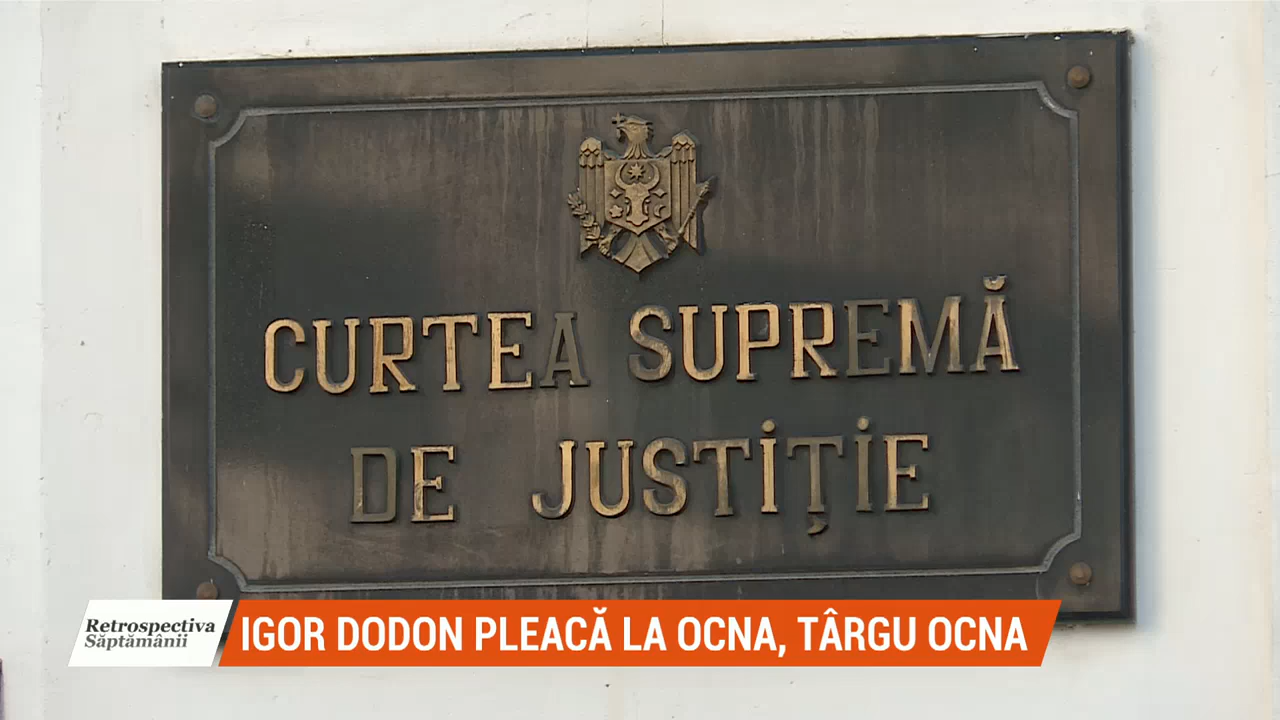 CURTEA SUPREMĂ
DE JUSTIȚIE
Retrospectiva
Săptămânii
IGOR DODON PLEACĂ LA OCNA, TÂRGU OCNA